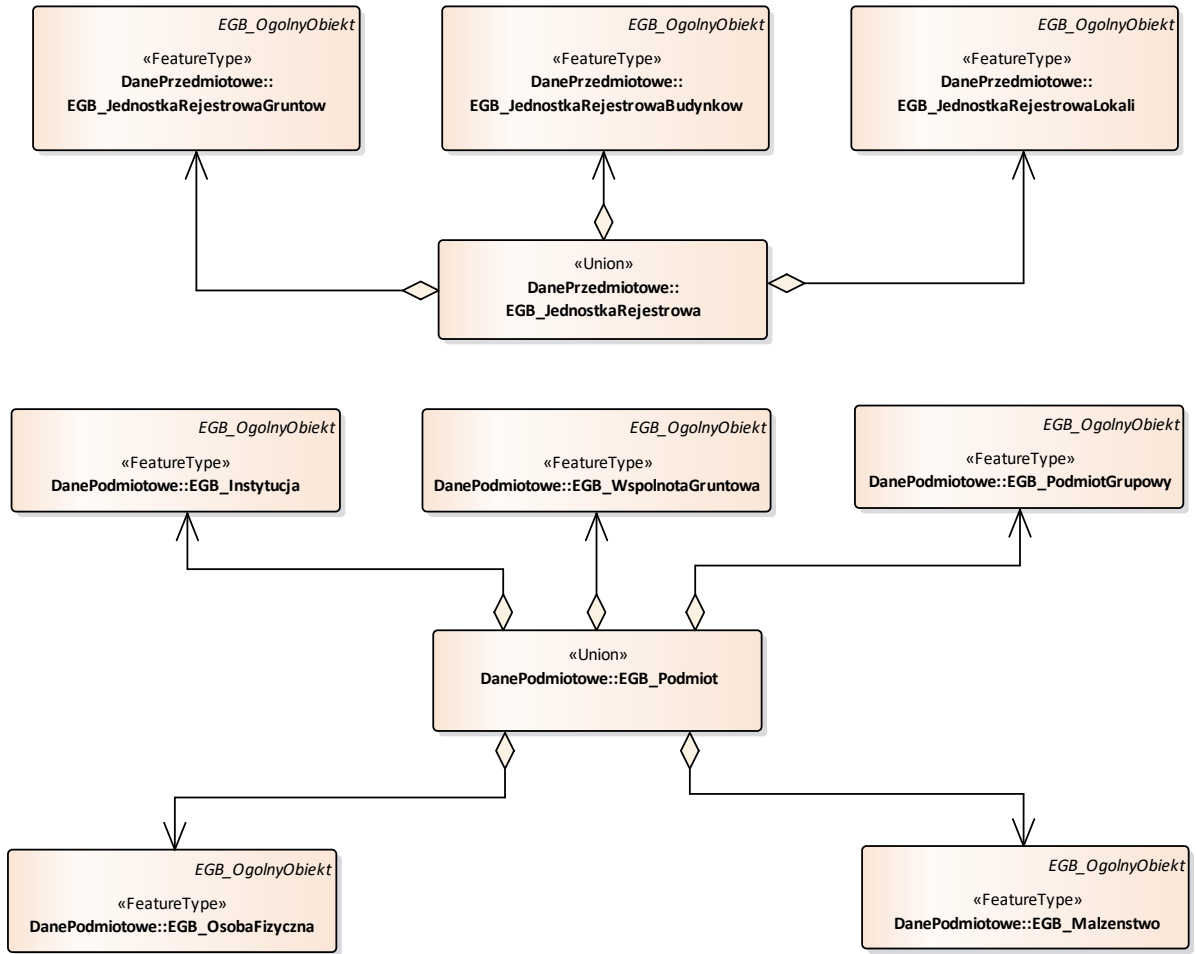 EGB_OgolnyObiekt
«FeatureType»
DanePrzedmiotowe::
EGB_JednostkaRejestrowaGruntow
EGB_OgolnyObiekt
«FeatureType»
DanePrzedmiotowe::
EGB_JednostkaRejestrowaBudynkow
EGB_OgolnyObiekt
«FeatureType»
DanePrzedmiotowe::
EGB_JednostkaRejestrowaLokali
«Union»
DanePrzedmiotowe::
EGB_JednostkaRejestrowa
EGB_OgolnyObiekt
«FeatureType»
DanePodmiotowe::EGB_Instytucja
EGB_OgolnyObiekt
«FeatureType»
DanePodmiotowe::EGB_WspolnotaGruntowa
EGB_OgolnyObiekt
«FeatureType»
DanePodmiotowe::EGB_PodmiotGrupowy
«Union»
DanePodmiotowe::EGB_Podmiot
EGB_OgolnyObiekt
«FeatureType»
DanePodmiotowe::EGB_OsobaFizyczna
EGB_OgolnyObiekt
«FeatureType»
DanePodmiotowe::EGB_Malzenstwo